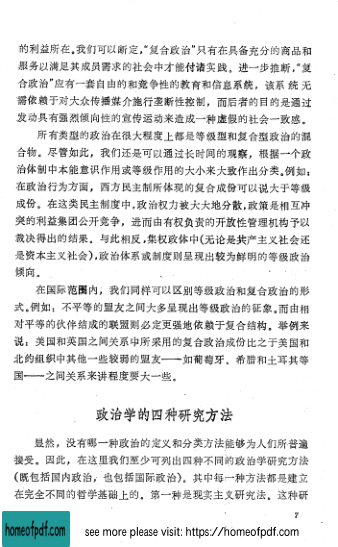 的利益所在。我们可以断定,“复合政治”只有在具备充分的商品和
服务以满足其成员需求的社会中才能付诸实践。进一步推断,“复
合政治”应有一套自由的和竞争性的教育和信息系统,该系统无
需依赖于对大众传播媒介施行垄断性控制,而后者的目的是通过
发动具有强烈倾向性的宣传运动来造成一种虚假的社会一致感。
所有类型的政治在很大程度上都是等级型和复合型政治的混
合物。尽管如此,我们还是可以通过长时间的观察,根据一个政
治体制中本能意识作用或等级作用的大小来大致作出分类。例如:
在政治行为方面,西方民主制所体现的复合成份可以说大于等级
成份。在这类民主制度中,政治权力被大大地分散,政策是相互冲
突的利益集团公开竞争,进而由有权负责的开放性管理机构予以
裁决得出的结果。与此相反,集权政体中(无论是共产主义社会还
是资本主义社会),政治体系或制度则呈现出较为鲜明的等级政治
倾向。
在国际范围内,我们同样可以区别等级政治和复合政治的形
式。例如:不平等的盟友之间大多呈现出等级政治的征象。而由相
对平等的伙伴结成的联盟则必定更强地依赖于复合结构。举例来
说:美国和英国之间关系中所采用的复合政治成份比之于美国和
北约组织中其他一些较弱的盟友——如葡萄牙、希腊和土耳其等
国——之间关系来讲程度要大一些。
政治学的四种研究方法
显然,没有哪一种政治的定义和分类方法能够为人们所普遍
接受。因此,在这里我们至少可列出四种不同的政治学研究方法
(既包括国内政治,也包括国际政治)。其中每一种方法都是建立
在完全不同的哲学基础上的。第一种是现实主义研究法。这种研
7
homeofpdf.com
see more please visit: https://homeofpdf.com